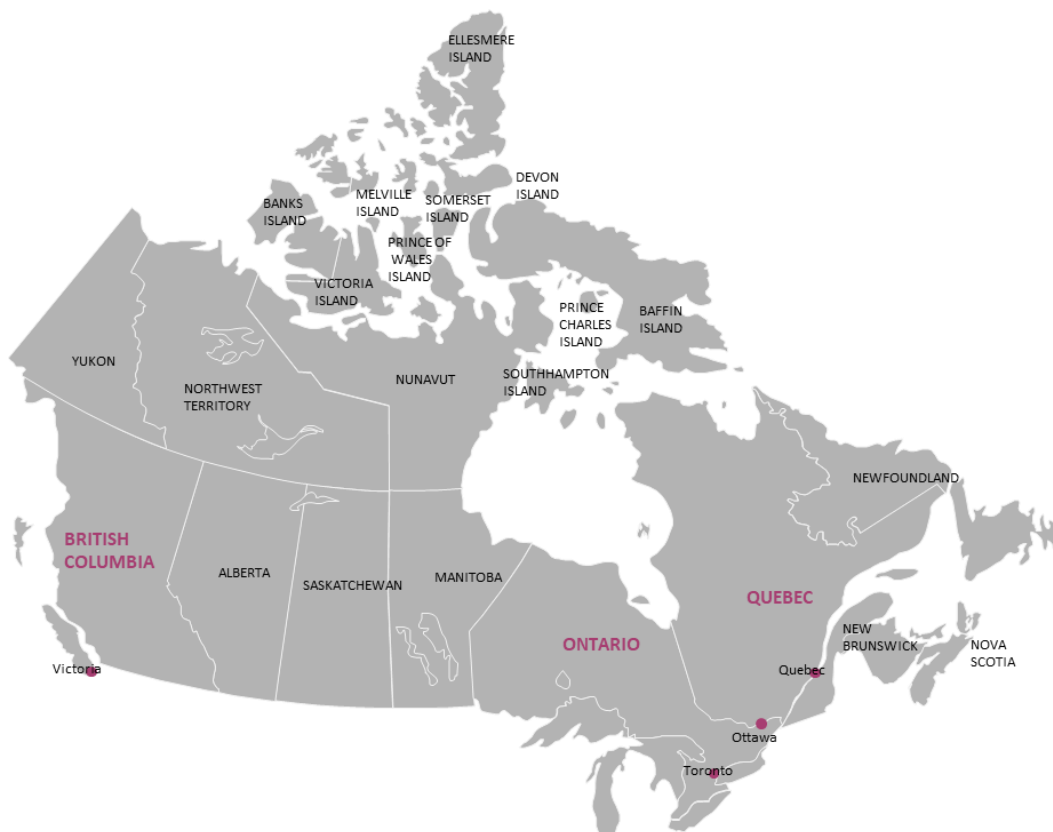 ELLESMERE
ISLAND
DEVON
ISLAND
MELVILLE
ISLAND
SOMERSET
ISLAND
BANKS
ISLAND
PRINCE OF
WALES
ISLAND
VICTORIA
ISLAND
PRINCE
CHARLES
ISLAND
BAFFIN
ISLAND
YUKON
NORTHWEST
TERRITORY
NUNAVUT
SOUTHHAMPTON
ISLAND
NEWFOUNDLAND
BRITISH
COLUMBIA
ALBERTA
SASKATCHEWAN
MANITOBA
QUEBEC
ONTARIO
NEW
BRUNSWICK
NOVA
SCOTIA
Victoria
Quebec
Ottawa
Toronto